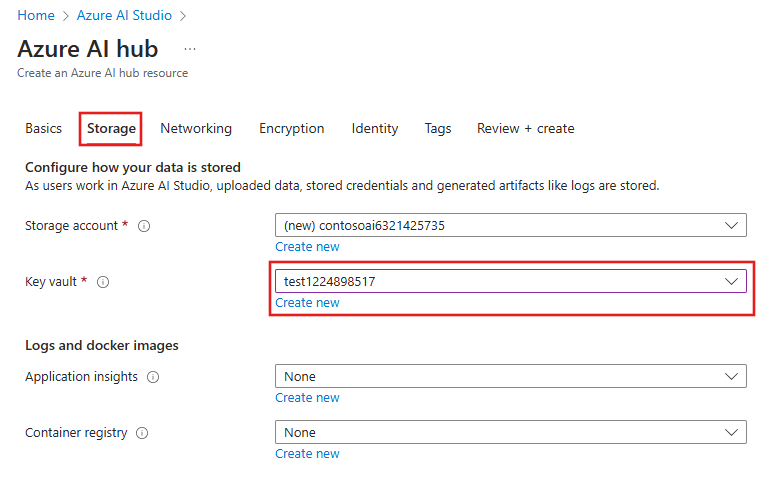 Home > Azure AI Studio >
Azure AI hub ...
Create an Azure AI hub resource
Basics Storage Networking Encryption Identity Tags Review + create
Configure how your data is stored
As users work in Azure AI Studio, uploaded data, stored credentials and generated artifacts like logs are stored.
Storage account * (new) contosoai6321425735
Create new
Key vault * test1224898517
Create new
Logs and docker images
Application insights None
Create new
Container registry None
Create new